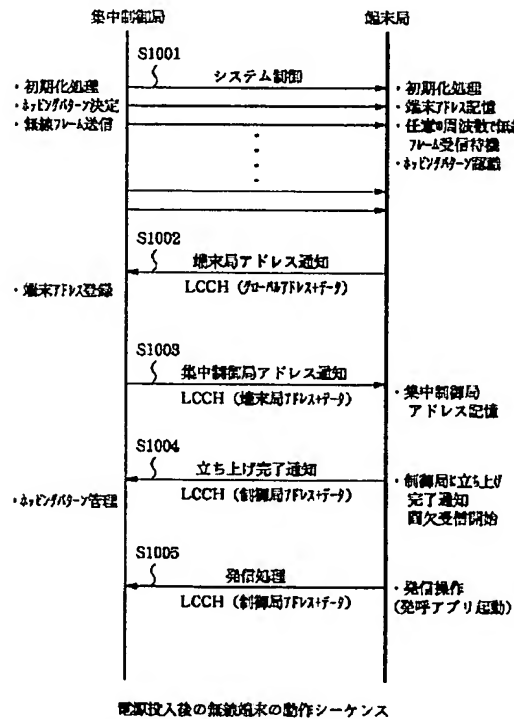 集中制御局
端末局
S1001
システム制御
・初期化処理
・ホッピングパターン決定
・無線フレーム送信
・初期化処理
・端末アドレス記憶
・任意の周波数で無線
フレーム受信待機
・ホッピングパターン認識
S1002
端末局アドレス通知
LCCH (グローバルアドレス+データ)
・端末アドレス登録
S1003
集中制御局アドレス通知
LCCH (端末局アドレス+データ)
・集中制御局
アドレス記憶
S1004
立ち上げ完了通知
LCCH (制御局アドレス+データ)
・ホッピングパターン管理
・制御局に立ち上げ
完了通知
間欠受信開始
S1005
発信処理
LCCH (制御局アドレス+データ)
・発信操作
(発呼アプリ起動)
電源投入後の無線端末の動作シーケンス